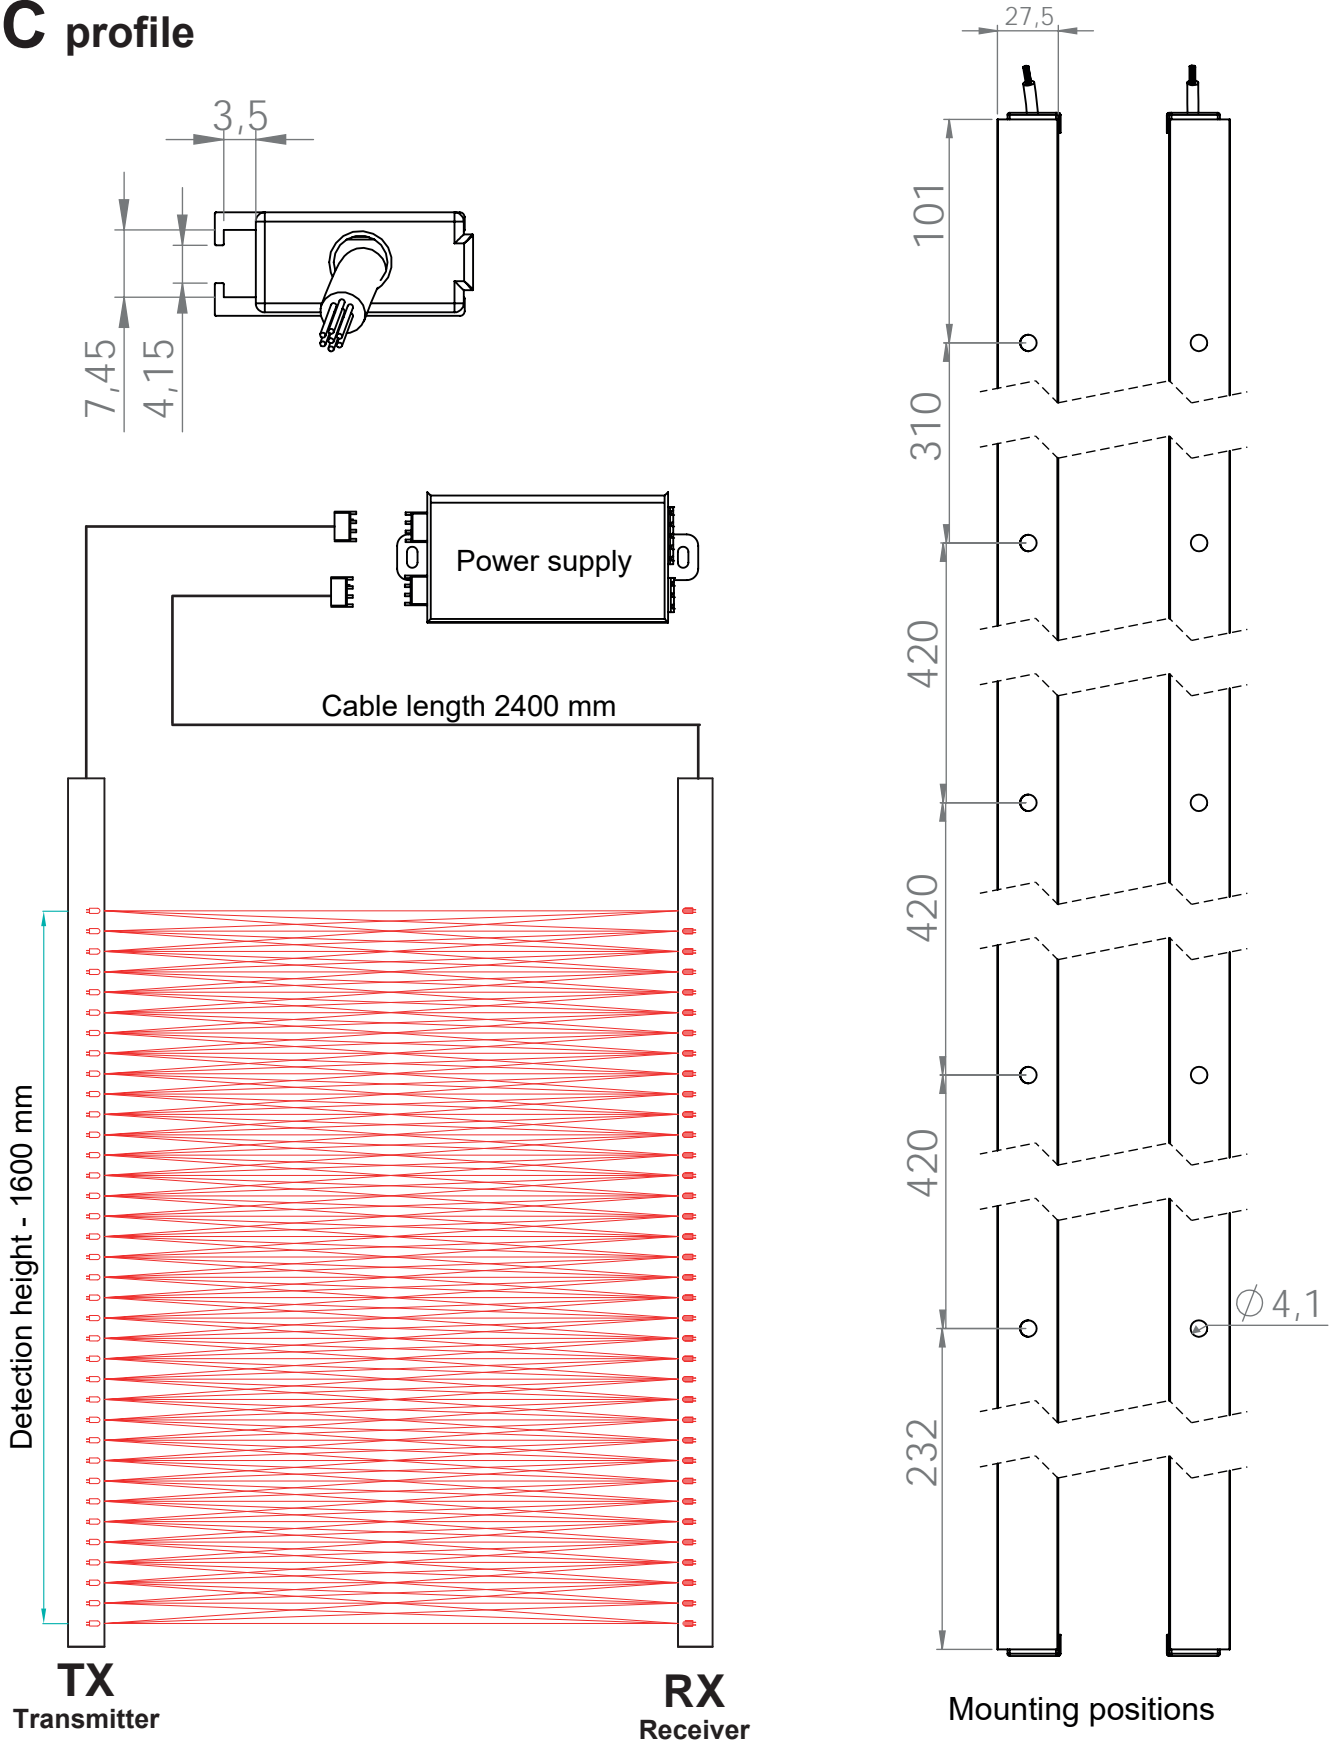 C profile
3,5
7,45
4,15
Power supply
Cable length 2400 mm
Detection height - 1600 mm
TX
Transmitter
RX
Receiver
27,5
101
310
420
420
420
232
Ø 4,1
Mounting positions